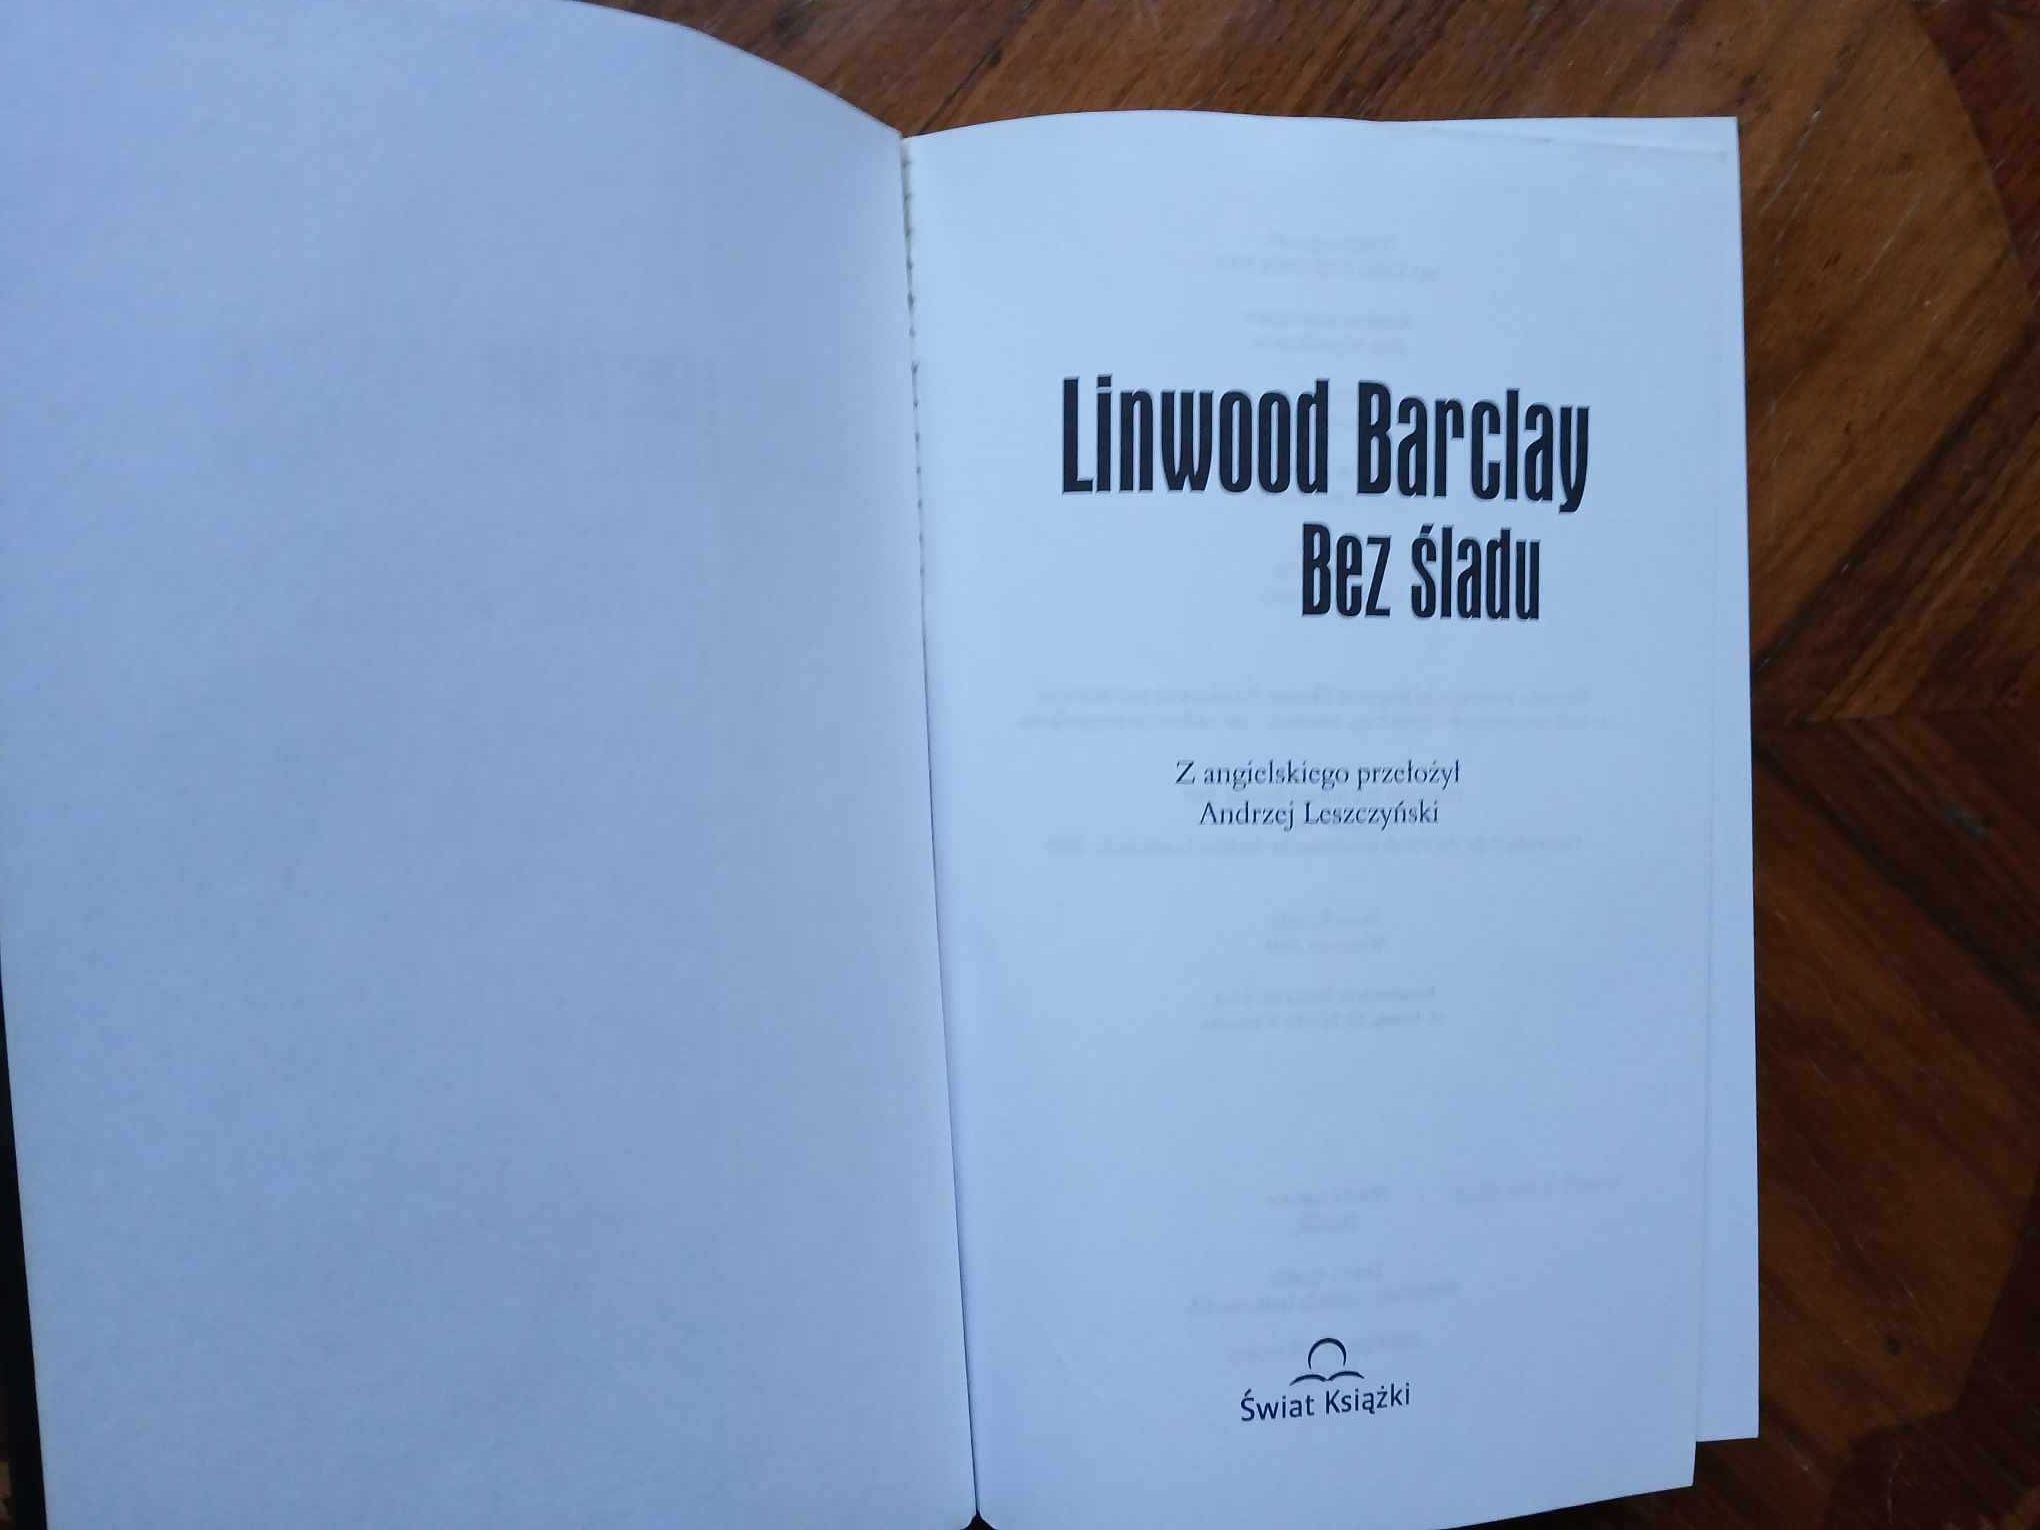 Linwood Barclay
Bez śladu
Z angielskiego przełożył
Andrzej Leszczyński
Świat Książki